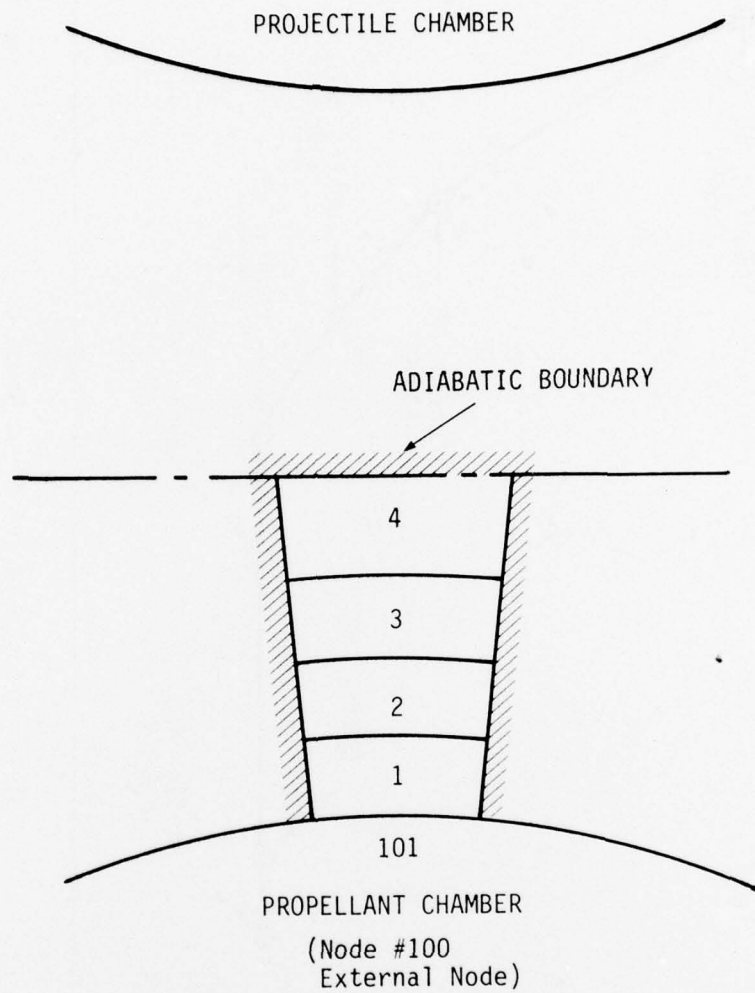 PROJECTILE CHAMBER
ADIABATIC BOUNDARY
4
3
2
1
101
PROPELLANT CHAMBER
(Node #100
External Node)